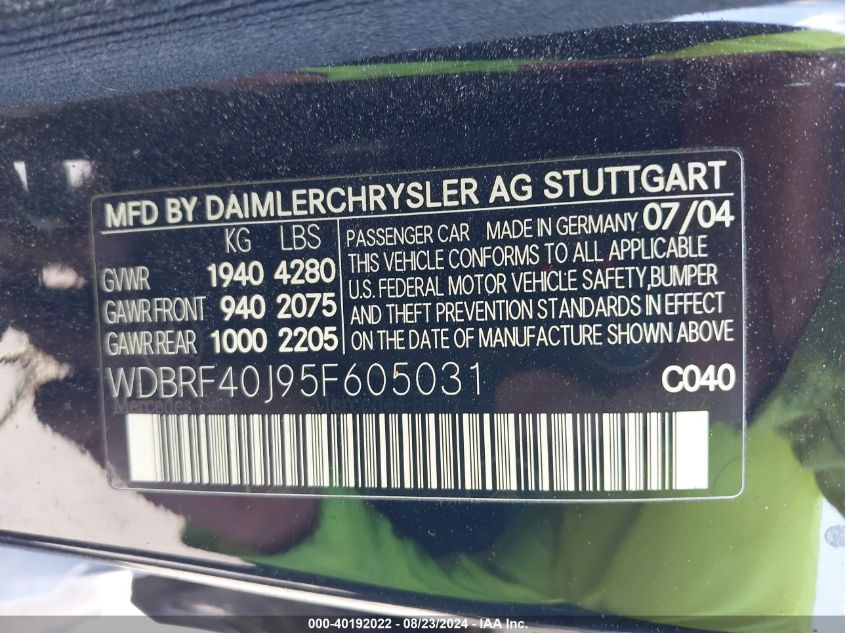 MFD BY DAIMLERCHRYSLER AG STUTTGART
KG LBS
GVWR 1940 4280
GAWR FRONT 940 2075
GAWR REAR 1000 2205
PASSENGER CAR MADE IN GERMANY 07/04
THIS VEHICLE CONFORMS TO ALL APPLICABLE
U.S. FEDERAL MOTOR VEHICLE SAFETY,BUMPER
AND THEFT PREVENTION STANDARDS IN EFFECT
ON THE DATE OF MANUFACTURE SHOWN ABOVE
WDBRF40J95F605031 C040
000-40192022 - 08/23/2024 - IAA Inc.